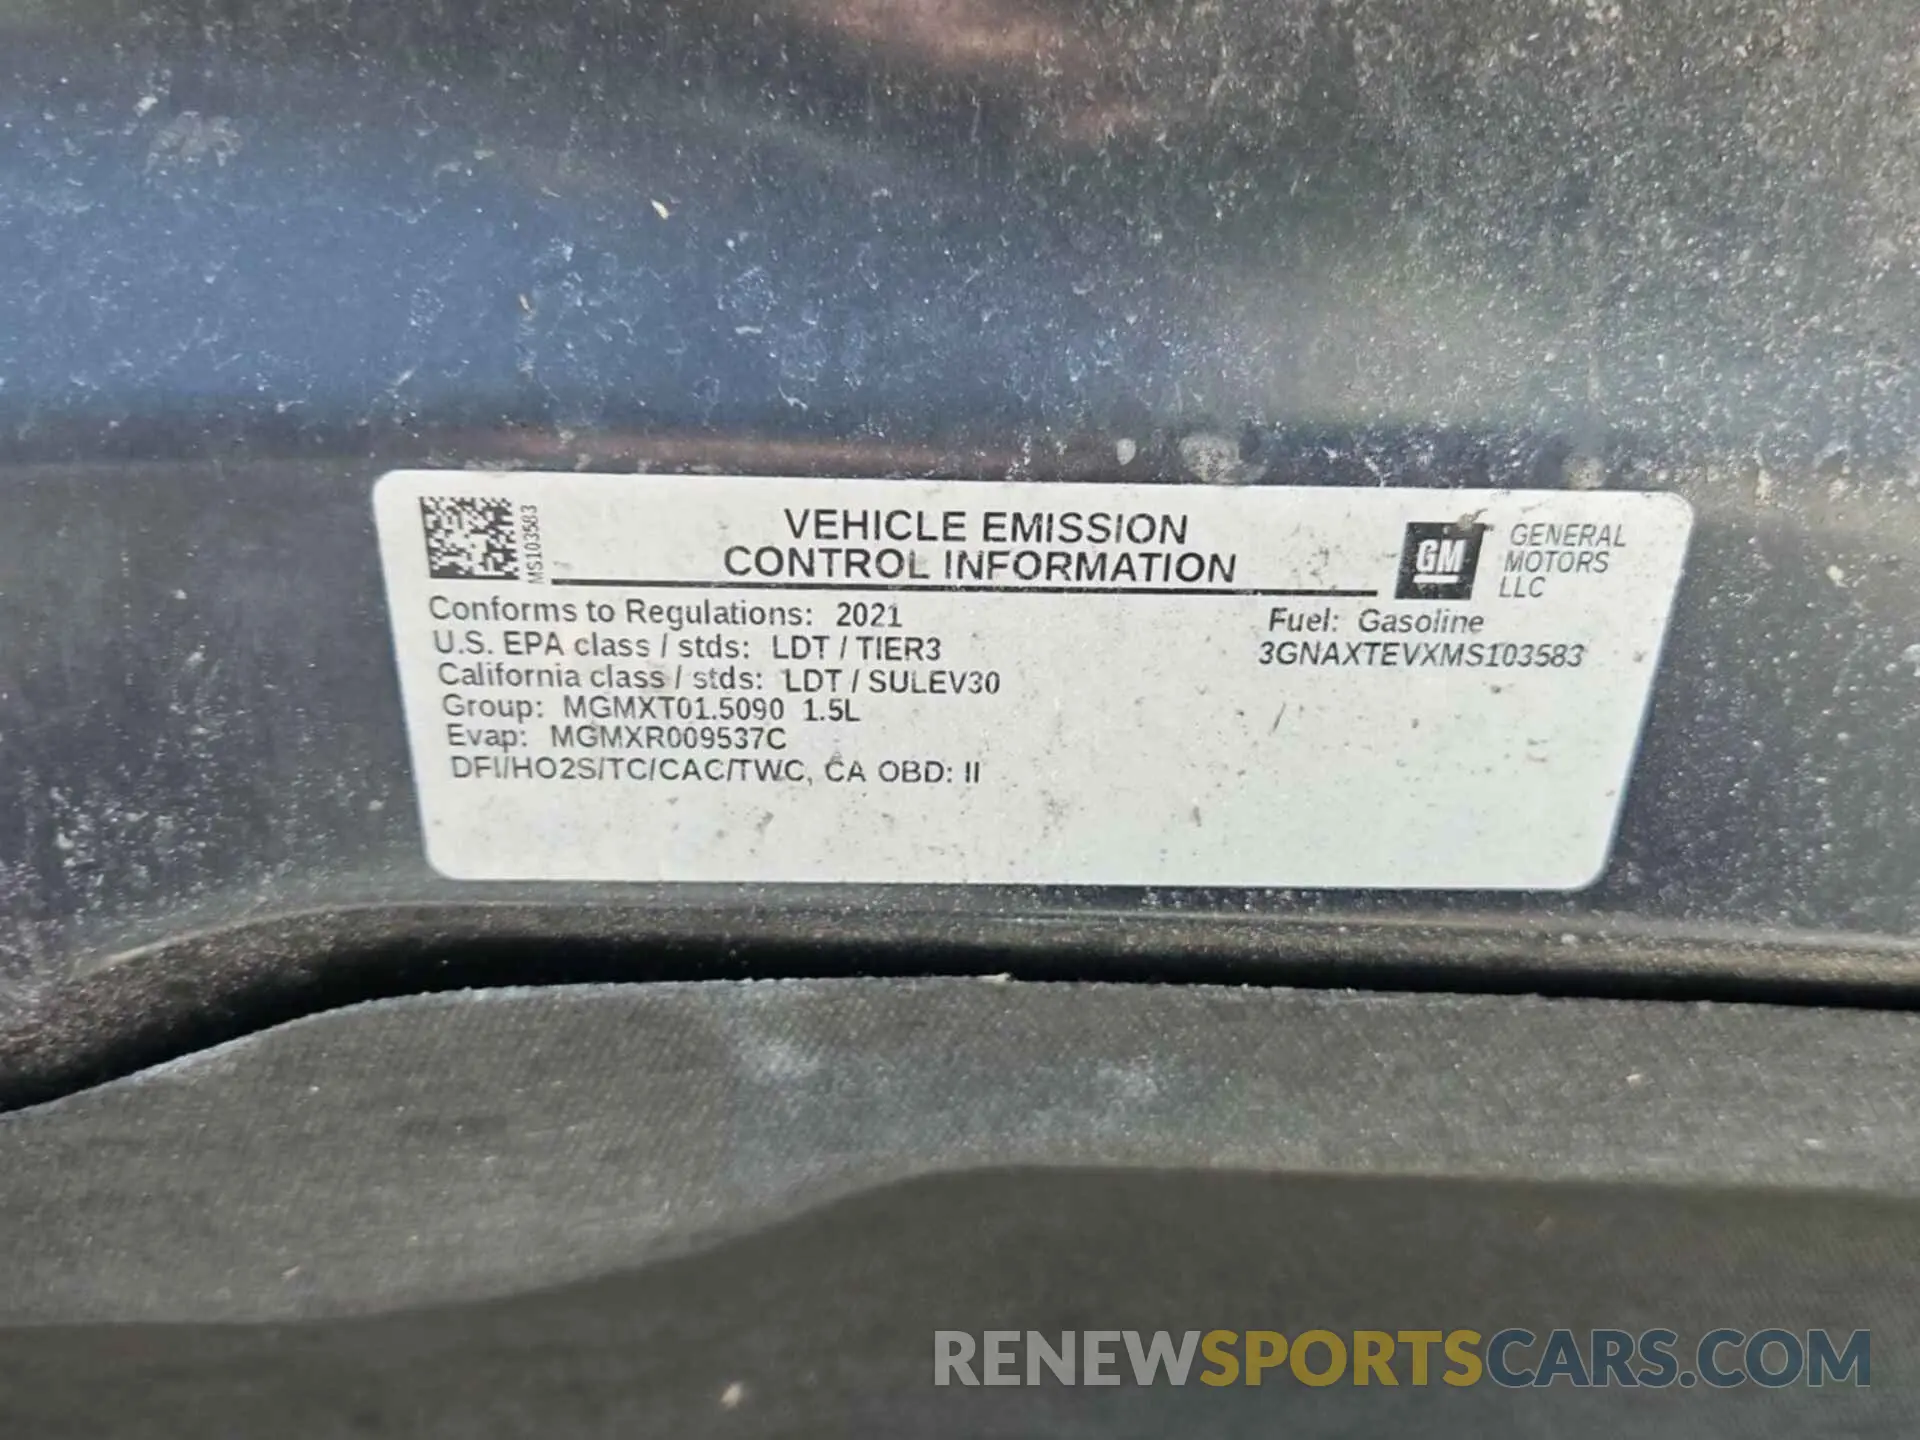 MS103583
VEHICLE EMISSION
CONTROL INFORMATION
GM
GENERAL
MOTORS
LLC
Conforms to Regulations: 2021
Fuel: Gasoline
U.S. EPA class / stds: LDT / TIER3
3GNAXTEVXMS103583
California class / stds: LDT / SULEV30
Group: MGMXT01.5090 1.5L
Evap: MGMXR009537C
DFI/HO2S/TC/CAC/TWC, CA OBD: II
RENEWSPORTSCARS.COM